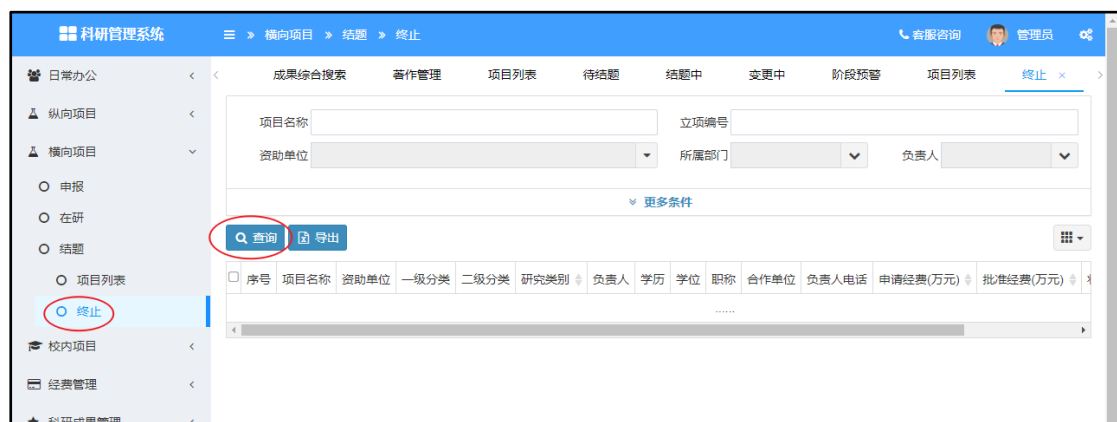 科研管理系统
» 横向项目 » 结题 » 终止
客服咨询 管理员
日常办公
成果综合搜索 著作管理 项目列表 待结题 结题中 变更中 阶段预警 项目列表 终止 ×
纵向项目
项目名称 立项编号
横向项目
资助单位 所属部门 负责人
申报
更多条件
在研
查询 导出
结题
序号 项目名称 资助单位 一级分类 二级分类 研究类别 负责人 学历 学位 职称 合作单位 负责人电话 申请经费(万元) 批准经费(万元)
项目列表
终止
......
校内项目
经费管理
科研成果管理